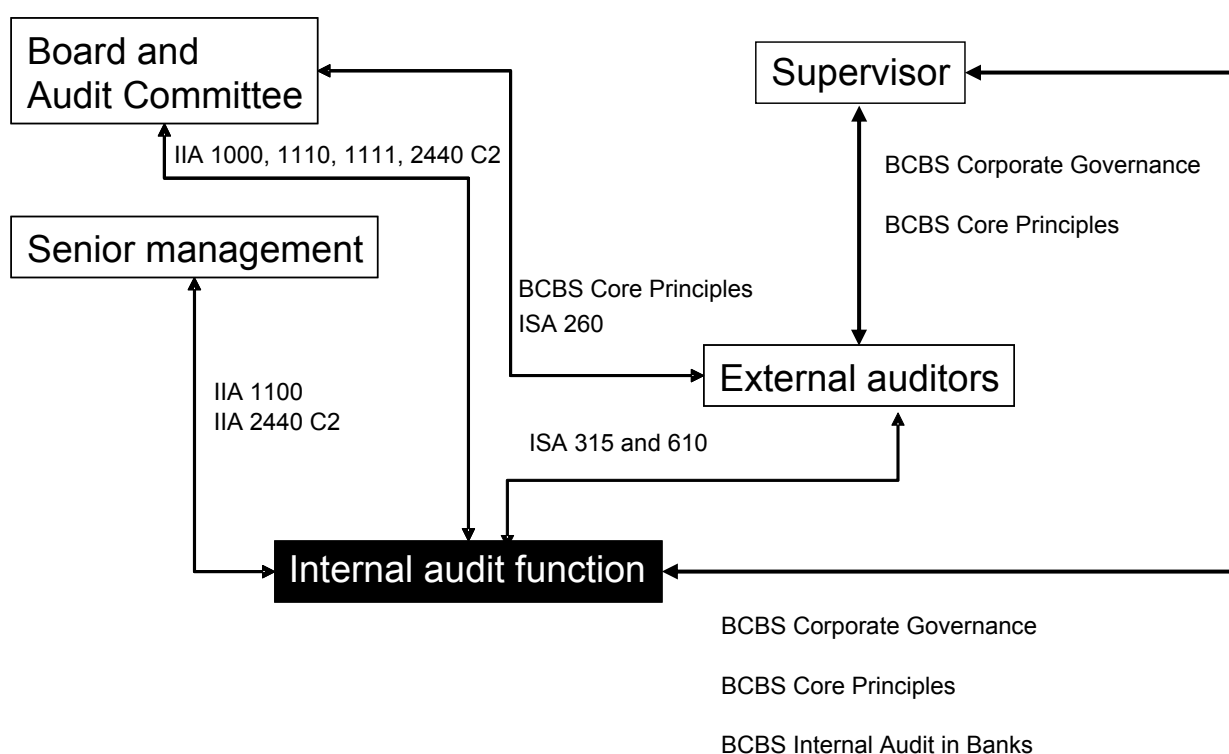 Board and
Audit Committee
Supervisor
IIA 1000, 1110, 1111, 2440 C2
BCBS Corporate Governance
BCBS Core Principles
Senior management
BCBS Core Principles
ISA 260
External auditors
IIA 1100
IIA 2440 C2
ISA 315 and 610
Internal audit function
BCBS Corporate Governance
BCBS Core Principles
BCBS Internal Audit in Banks